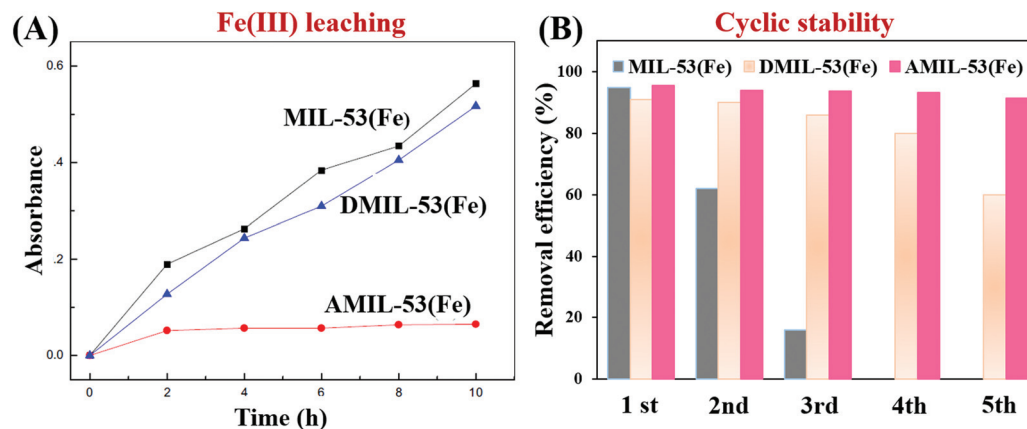 (A)
Fe(III) leaching
0.6
.4
.2
0.0
Absorbance
MIL-53(Fe)
DMIL-53(Fe)
AMIL-53(Fe)
0 2 4 6 8 10
Time (h)
(B)
Cyclic stability
MIL-53(Fe) DMIL-53(Fe) AMIL-53(Fe)
100
80
60
40
20
0
Removal efficiency (%)
1 st 2nd 3rd 4th 5th